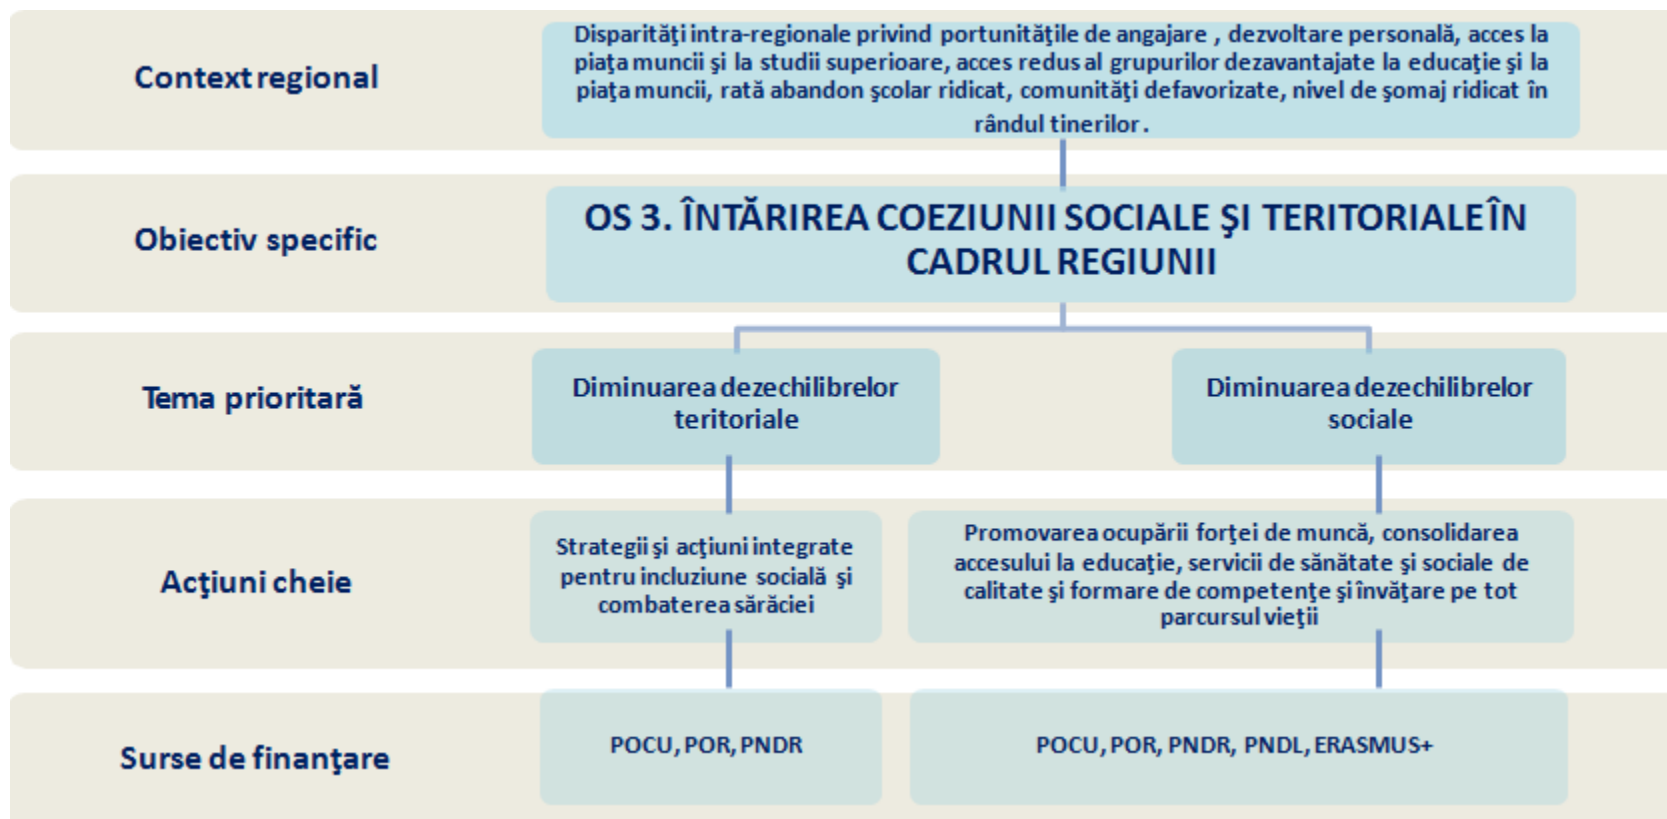 Context regional
Disparităţi intra-regionale privind portunităţile de angajare , dezvoltare personală, acces la
piaţa muncii şi la studii superioare, acces redus al grupurilor dezavantajate la educaţie şi la
piaţa muncii, rată abandon şcolar ridicat, comunităţi defavorizate, nivel de şomaj ridicat în
rândul tinerilor .
Obiectiv specific
OS 3. ÎNTĂRIREA COEZIUNII SOCIALE ŞI TERITORIALE ÎN
CADRUL REGIUNII
Tema prioritară
Diminuarea dezechilibrelor
teritoriale
Diminuarea dezechilibrelor
sociale
Acţiuni cheie
Strategii şi acţiuni integrate
pentru incluziune socială şi
combaterea sărăciei
Promovarea ocupării forţei de muncă, consolidarea
accesului la educaţie, servicii de sănătate şi sociale de
calitate şi formare de competenţe şi învăţare pe tot
parcursul vieţii
Surse de finanţare
POCU, POR, PNDR
POCU, POR, PNDR, PNDL, ERASMUS+